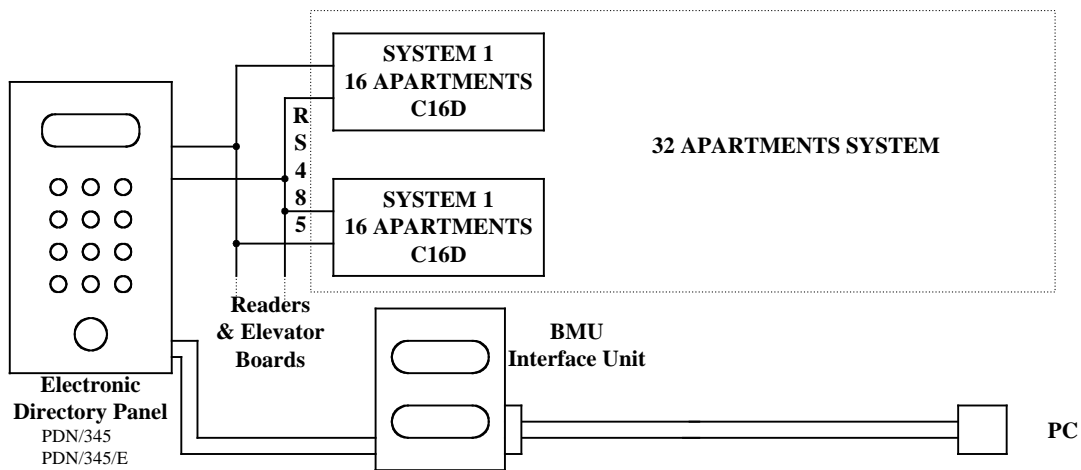 SYSTEM 1
16 APARTMENTS
C16D
R
S
4
8
5
32 APARTMENTS SYSTEM
SYSTEM 1
16 APARTMENTS
C16D
Readers
& Elevator
Boards
BMU
Interface Unit
Electronic
Directory Panel
PDN/345
PDN/345/E
PC